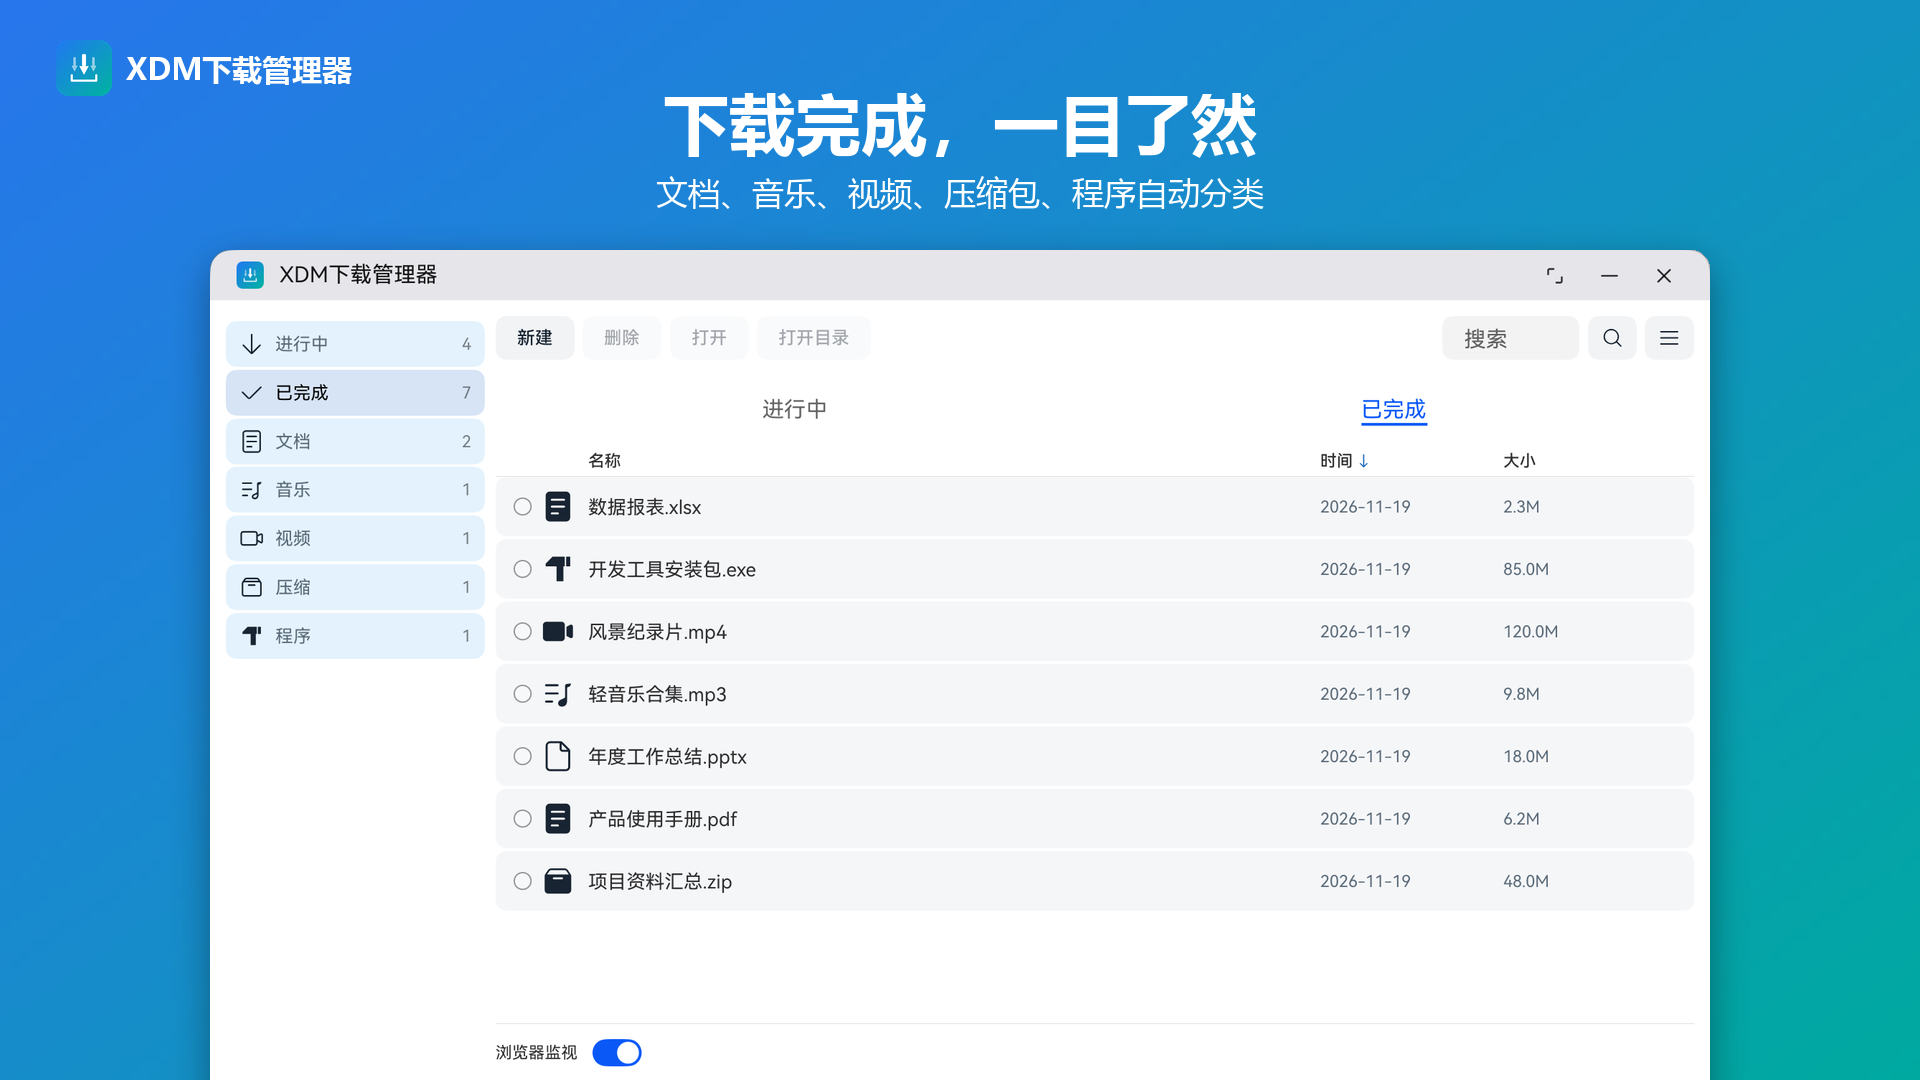 XDM下载管理器
下载完成，一目了然
文档、音乐、视频、压缩包、程序自动分类
XDM下载管理器
进行中 4
已完成 7
文档 2
音乐 1
视频 1
压缩 1
程序 1
新建 删除 打开 打开目录 搜索
进行中 已完成
名称 时间 ↓ 大小
数据报表.xlsx 2026-11-19 2.3M
开发工具安装包.exe 2026-11-19 85.0M
风景纪录片.mp4 2026-11-19 120.0M
轻音乐合集.mp3 2026-11-19 9.8M
年度工作总结.pptx 2026-11-19 18.0M
产品使用手册.pdf 2026-11-19 6.2M
项目资料汇总.zip 2026-11-19 48.0M
浏览器监视